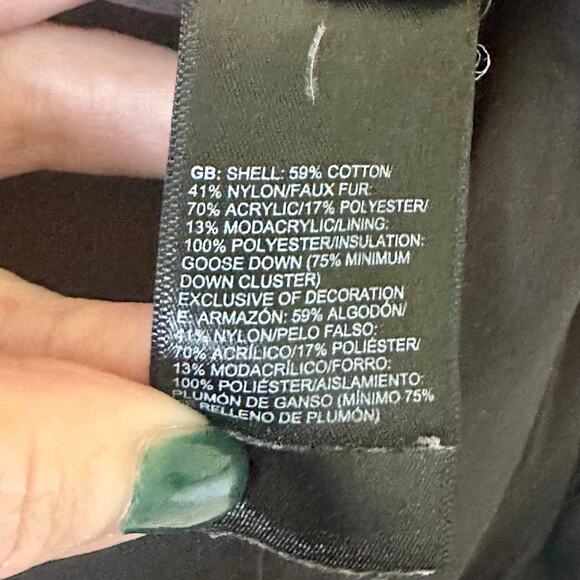 GB: SHELL: 59% COTTON/
41% NYLON/FAUX FUR:
70% ACRYLIC/17% POLYESTER/
13% MODACRYLIC/LINING:
100% POLYESTER/INSULATION:
GOOSE DOWN (75% MINIMUM
DOWN CLUSTER)
EXCLUSIVE OF DECORATION
E: ARMAZÓN: 59% ALGODÓN/
41% NYLON/PELO FALSO:
70% ACRÍLICO/17% POLIÉSTER/
13% MODACRÍLICO/FORRO:
100% POLIÉSTER/AISLAMIENTO:
PLUMÓN DE GANSO (MÍNIMO 75%
RELLENO DE PLUMÓN)